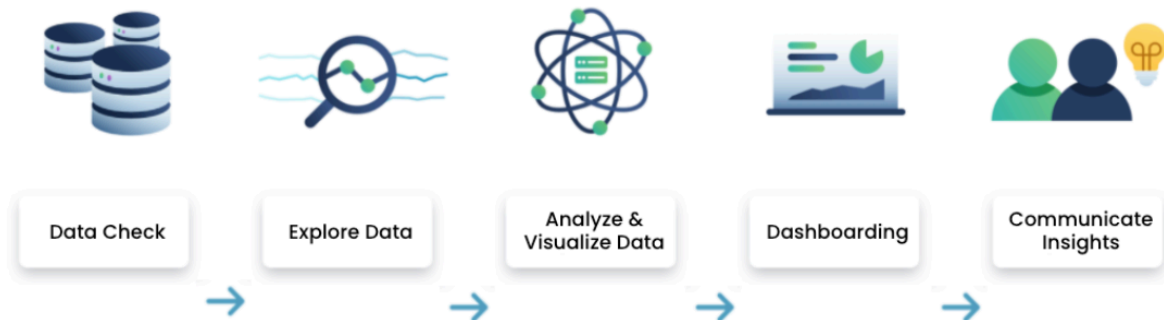 Data Check
Explore Data
Analyze &
Visualize Data
Dashboarding
Communicate
Insights